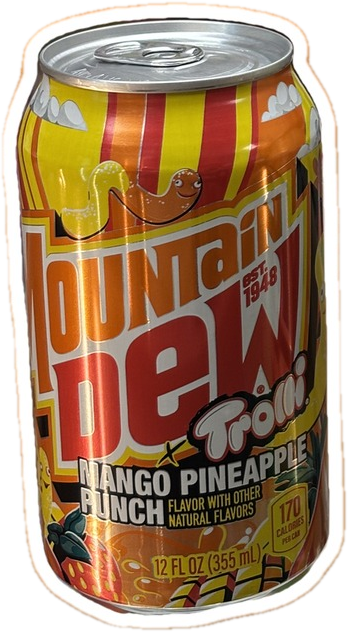 MOUNTaiN
DeW
EST.
1948
x Trolli®
MANGO PINEAPPLE
PUNCH FLAVOR WITH OTHER
NATURAL FLAVORS
170
CALORIES
PER CAN
12 FL OZ (355 mL)